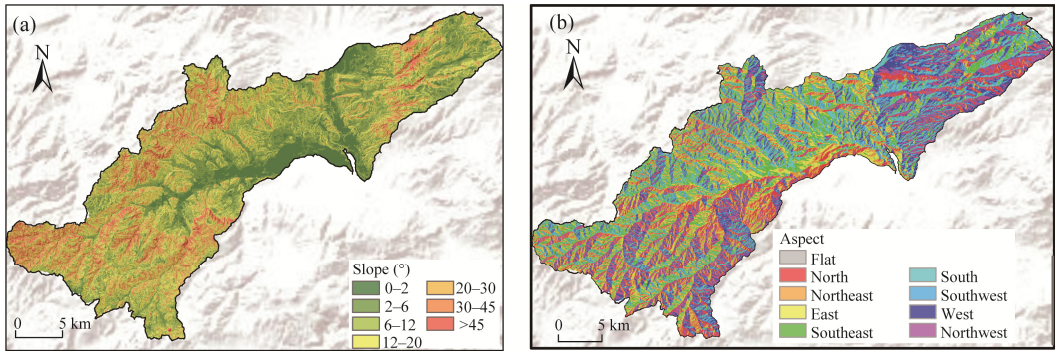 (a)
N
Slope (°)
0–2
2–6
6–12
12–20
20–30
30–45
>45
0 5 km
(b)
N
Aspect
Flat
North
Northeast
East
Southeast
South
Southwest
West
Northwest
0 5 km